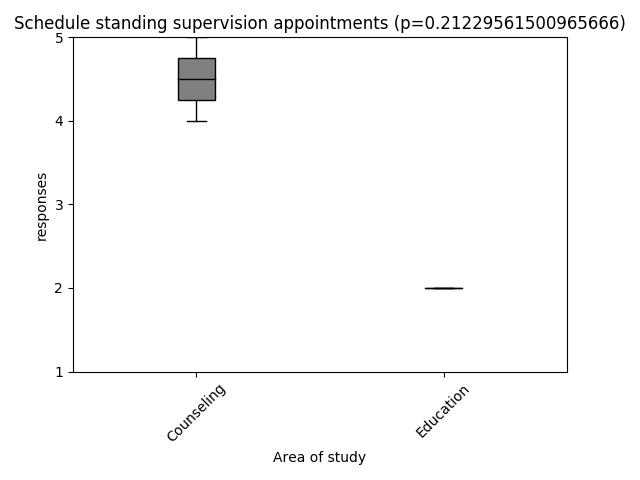 Schedule standing supervision appointments (p=0.21229561500965666)
5
4
3
2
1
responses
Counseling
Education
Area of study